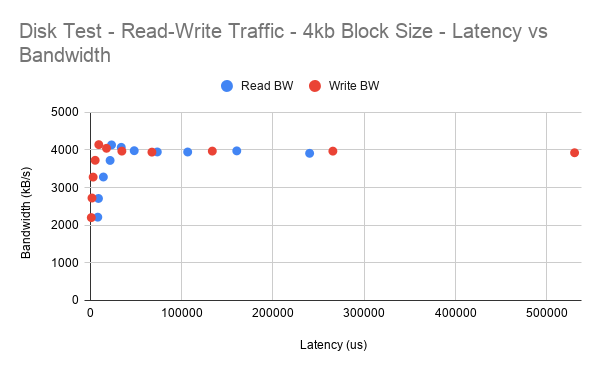 Disk Test - Read-Write Traffic - 4kb Block Size - Latency vs
Bandwidth
Read BW
Write BW
5000
4000
3000
2000
1000
0
Bandwidth (kB/s)
0
100000
200000
300000
400000
500000
Latency (us)